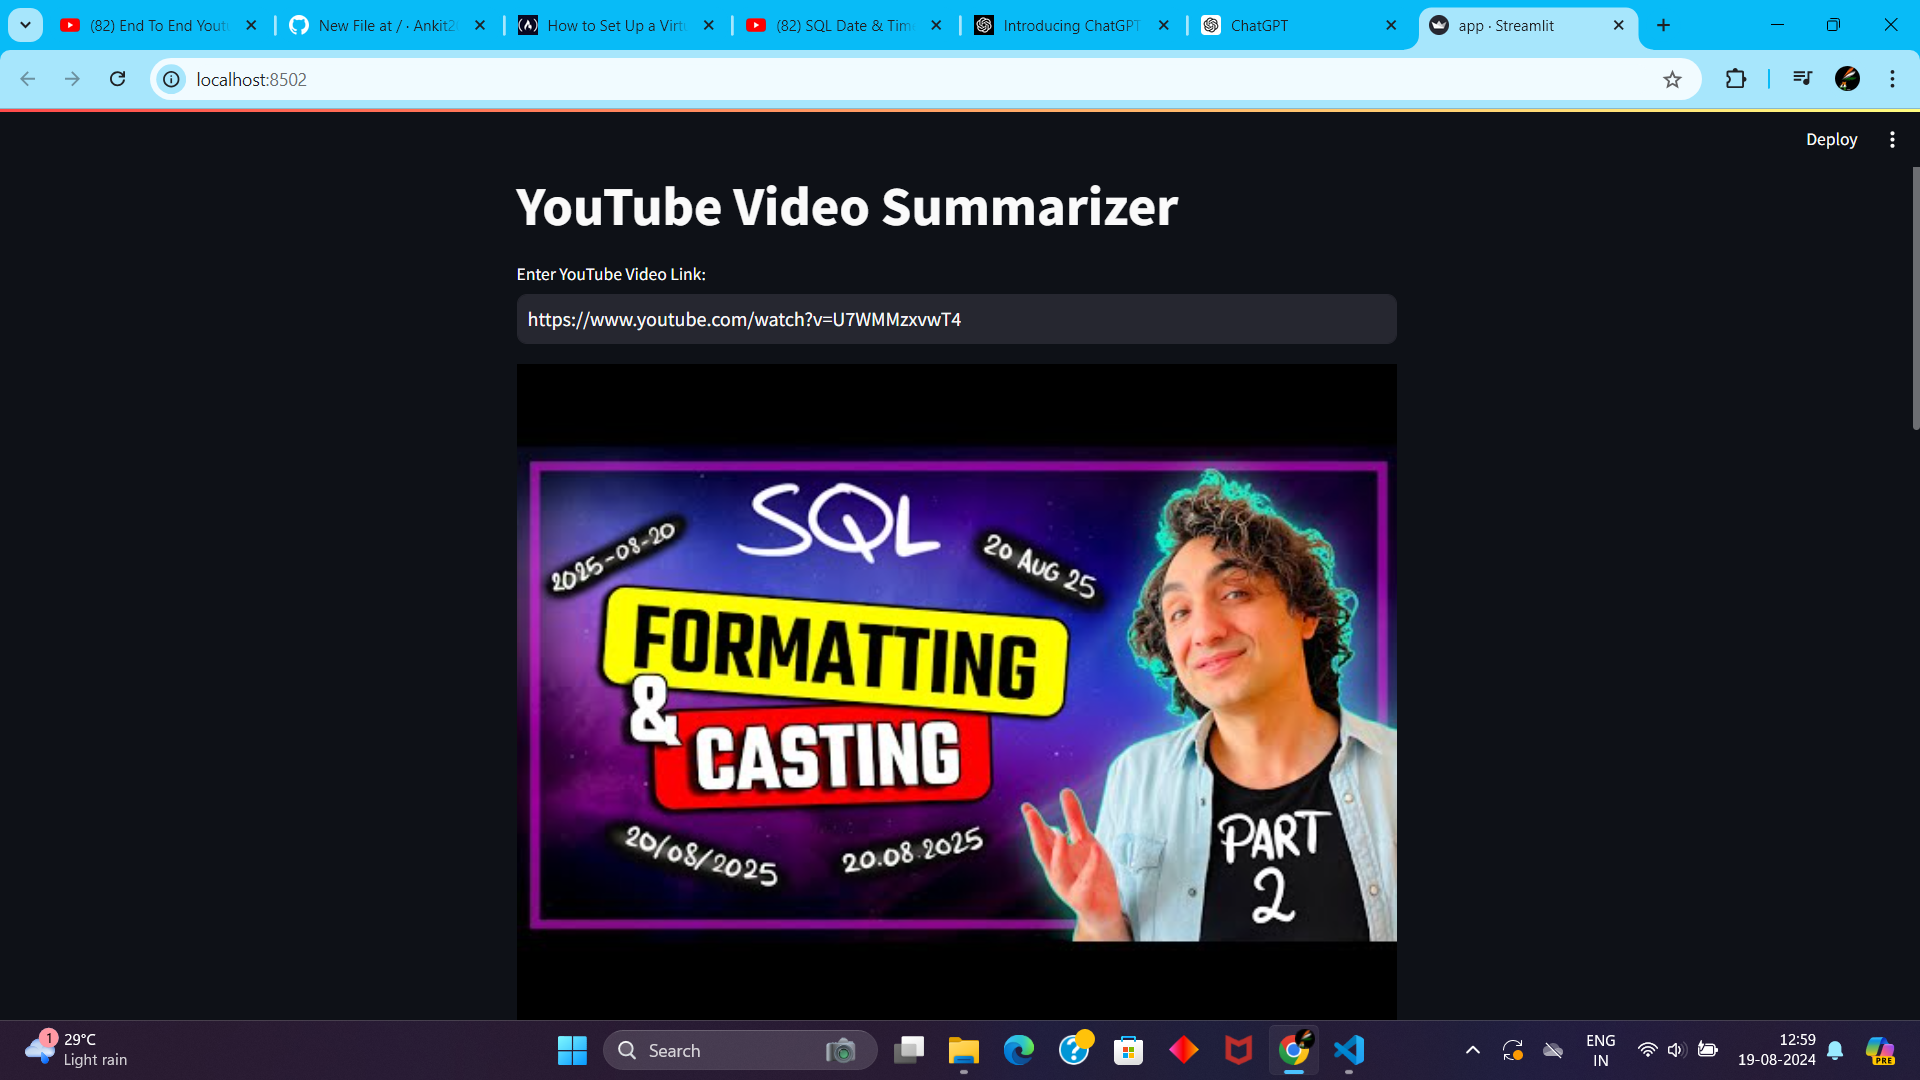 (82) End To End Yout
New File at / · Ankit2
How to Set Up a Virtu
(82) SQL Date & Time
Introducing ChatGPT
ChatGPT
app · Streamlit
localhost:8502
Deploy
YouTube Video Summarizer
Enter YouTube Video Link:
https://www.youtube.com/watch?v=U7WMMzxvwT4
SQL
2025-08-20
20 AUG 25
FORMATTING
&
CASTING
20/08/2025
20.08.2025
PART
2
1
29°C
Light rain
Search
ENG
IN
12:59
19-08-2024
PRE